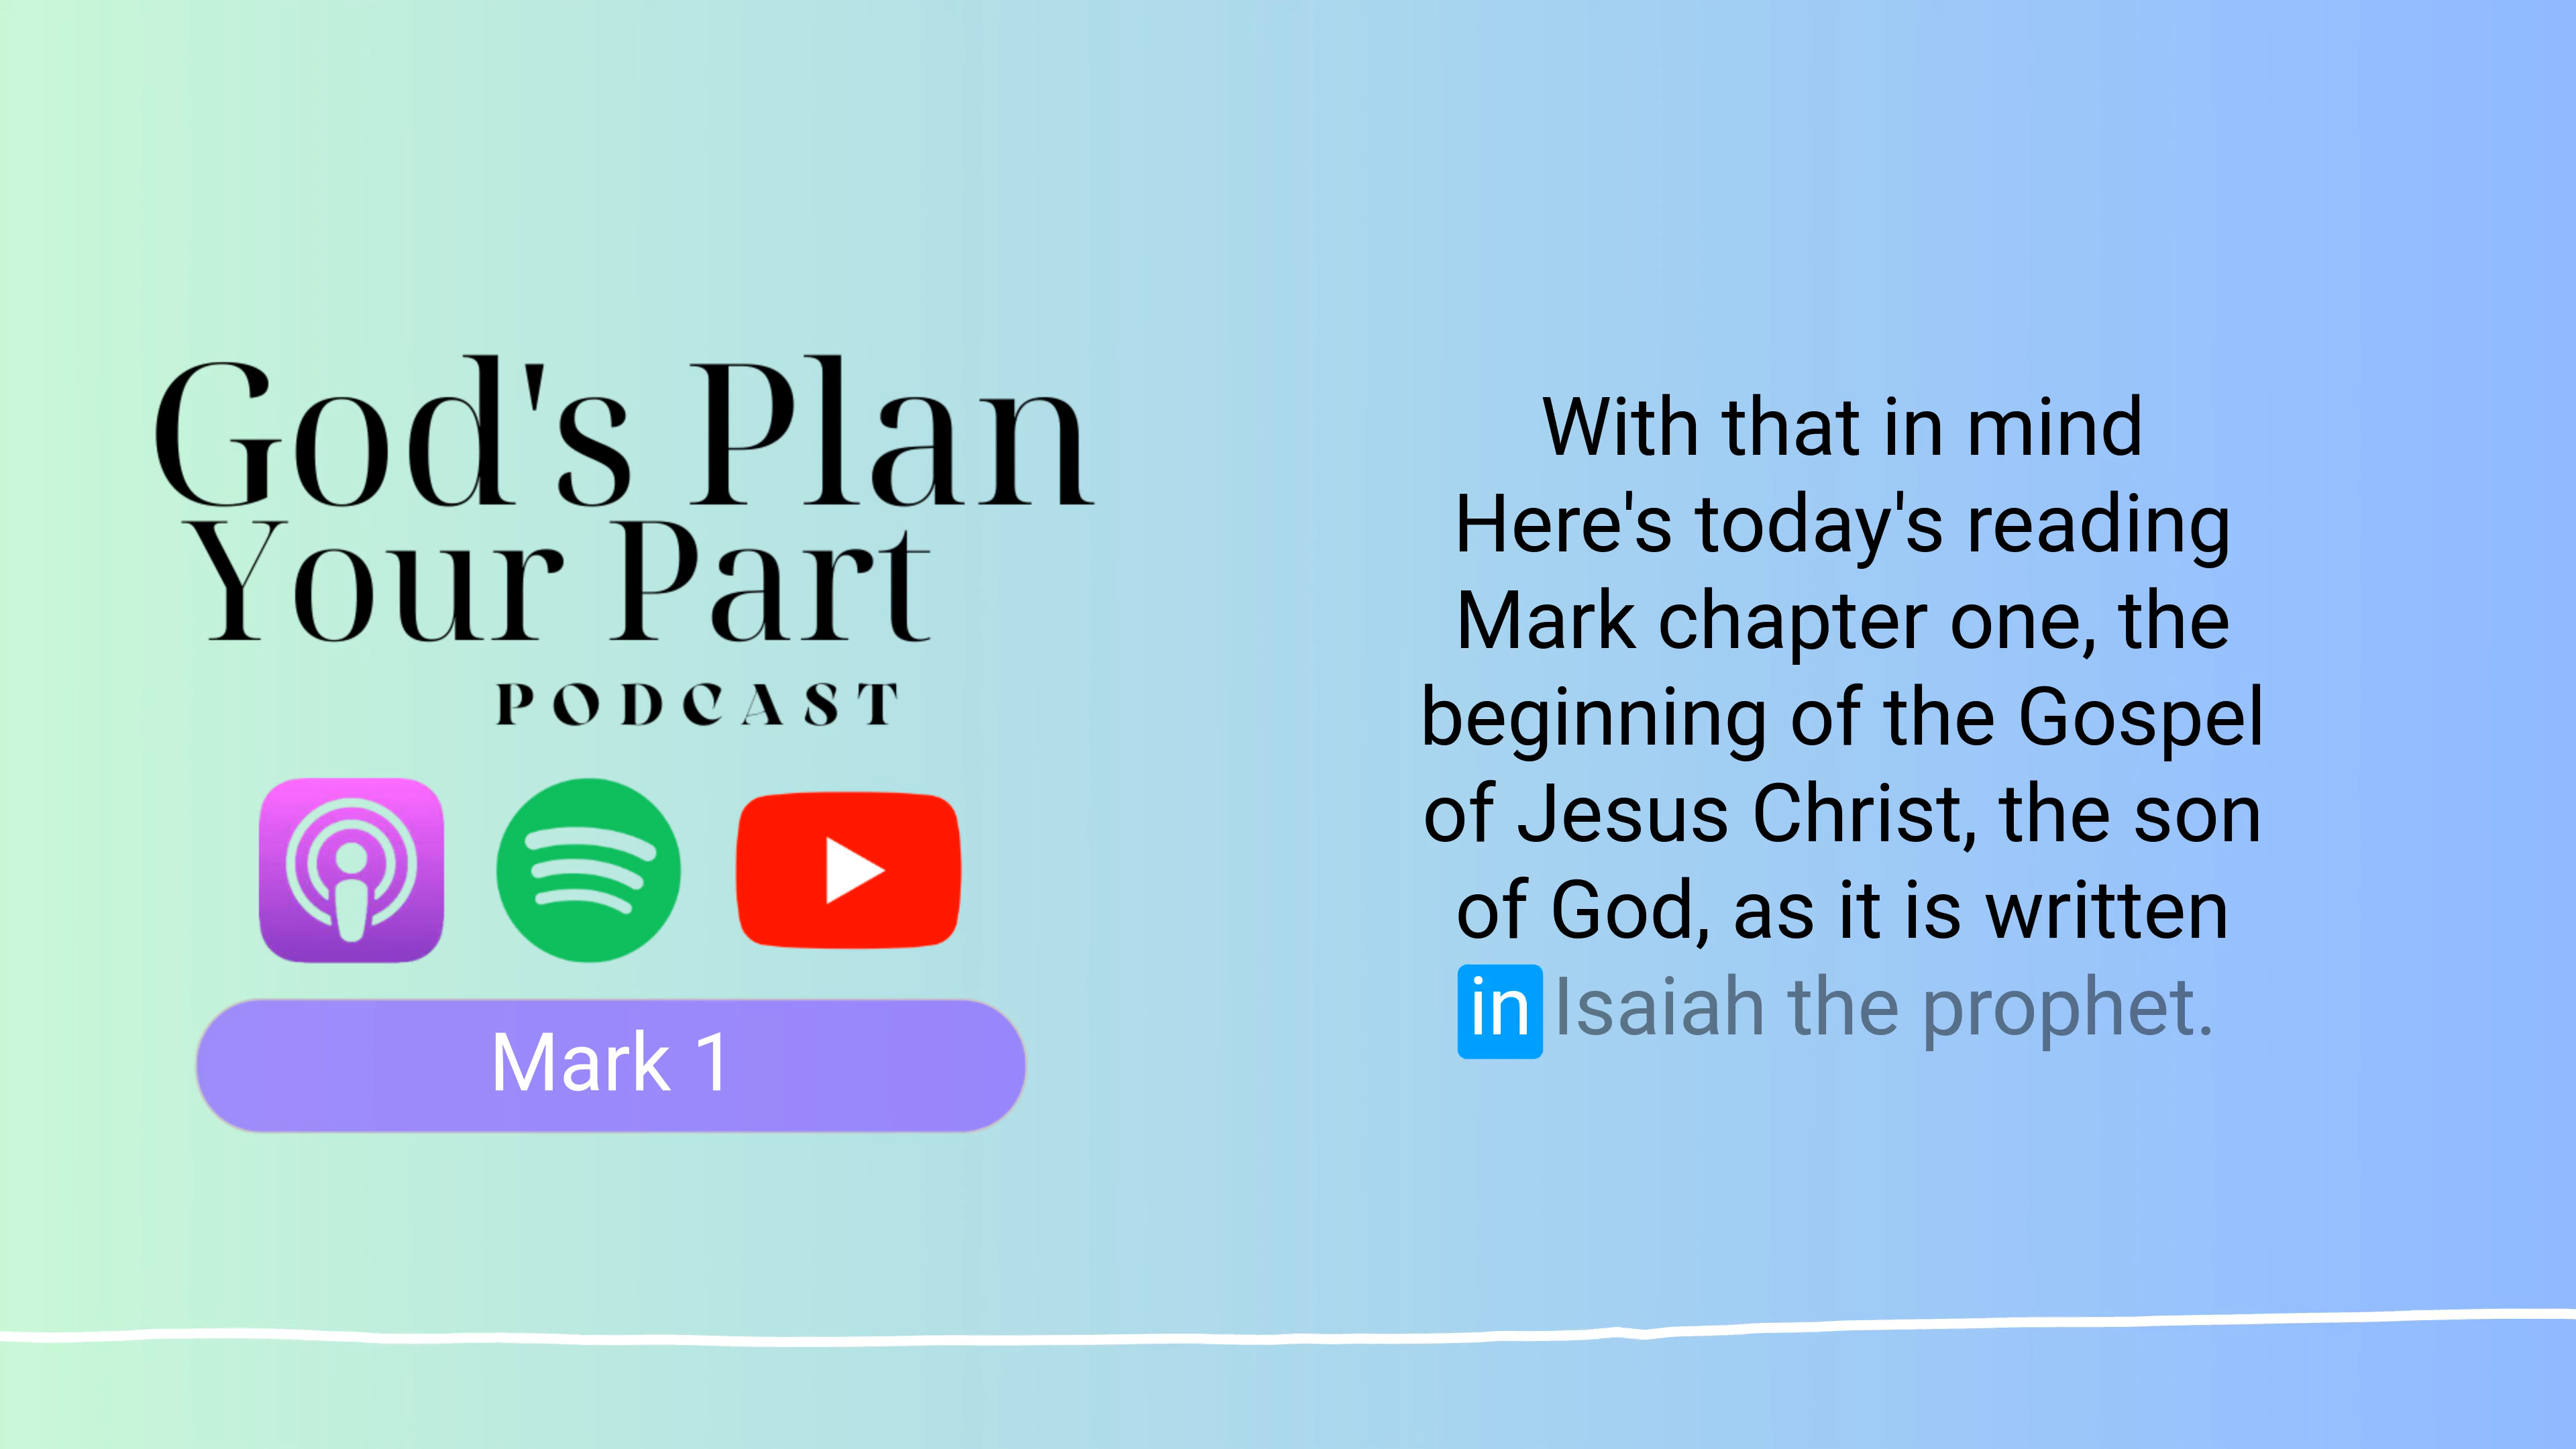 God's Plan
Your Part
PODCAST
Mark 1
With that in mind
Here's today's reading
Mark chapter one, the
beginning of the Gospel
of Jesus Christ, the son
of God, as it is written
in Isaiah the prophet.